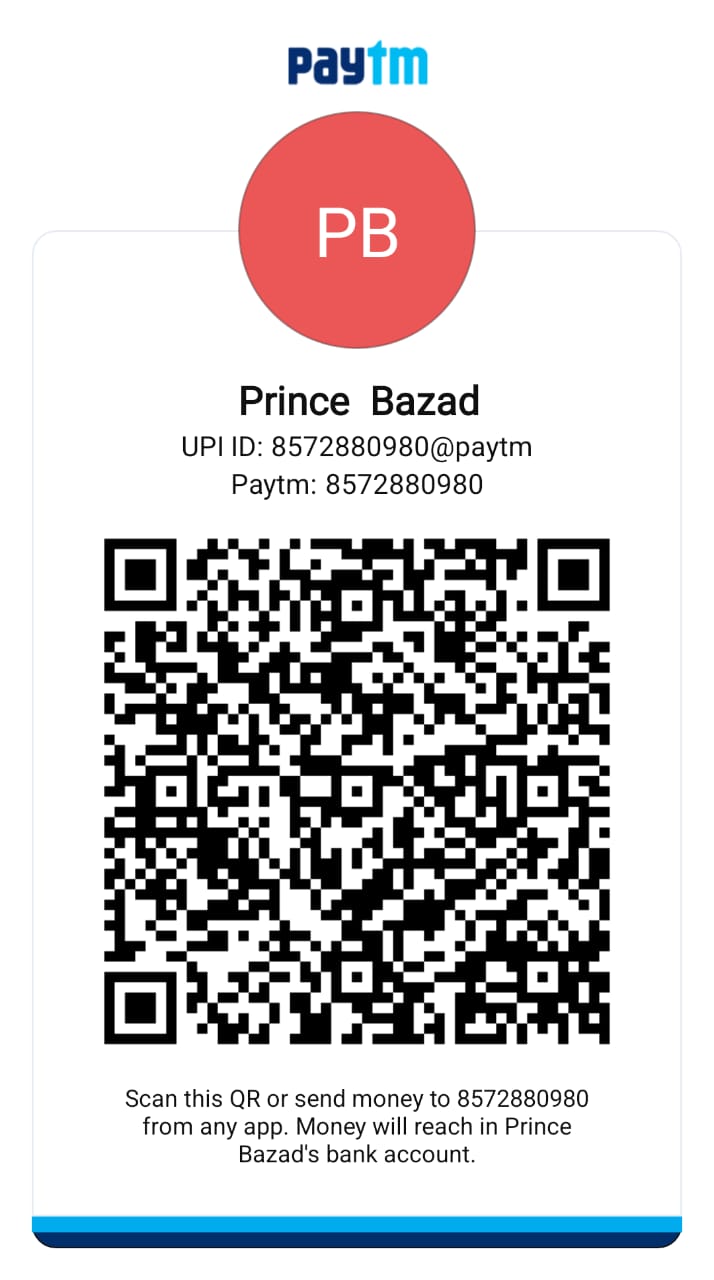 paytm
PB
Prince Bazad
UPI ID: 8572880980@paytm
Paytm: 8572880980
Scan this QR or send money to 8572880980
from any app. Money will reach in Prince
Bazad's bank account.